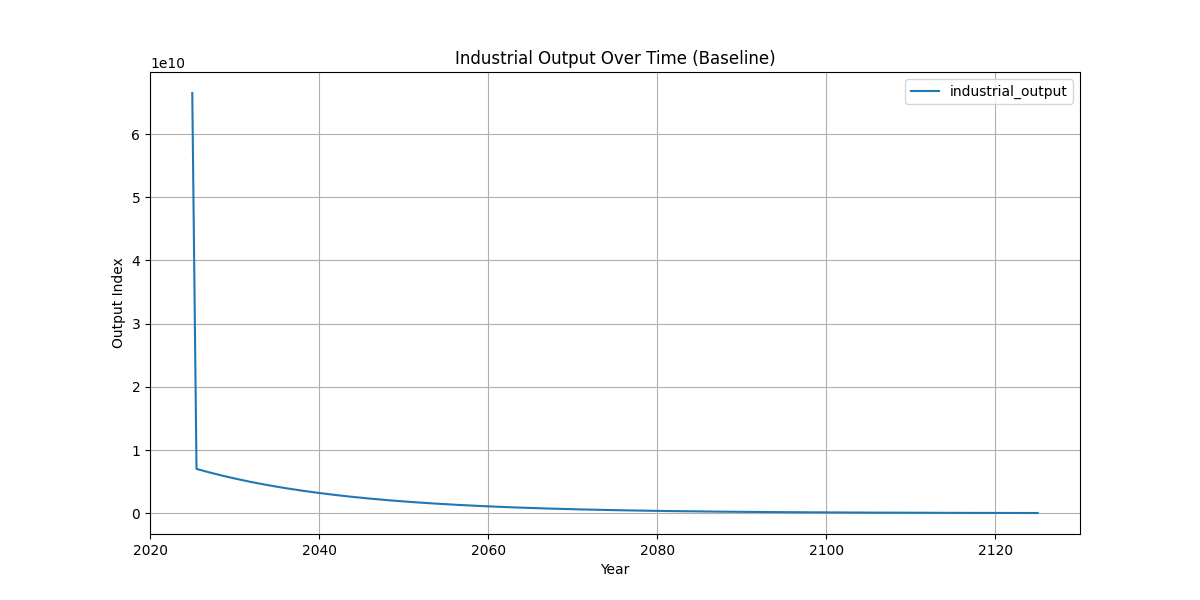 Industrial Output Over Time (Baseline)
1e10
industrial_output
6
5
4
3
2
1
0
Output Index
2020 2040 2060 2080 2100 2120
Year